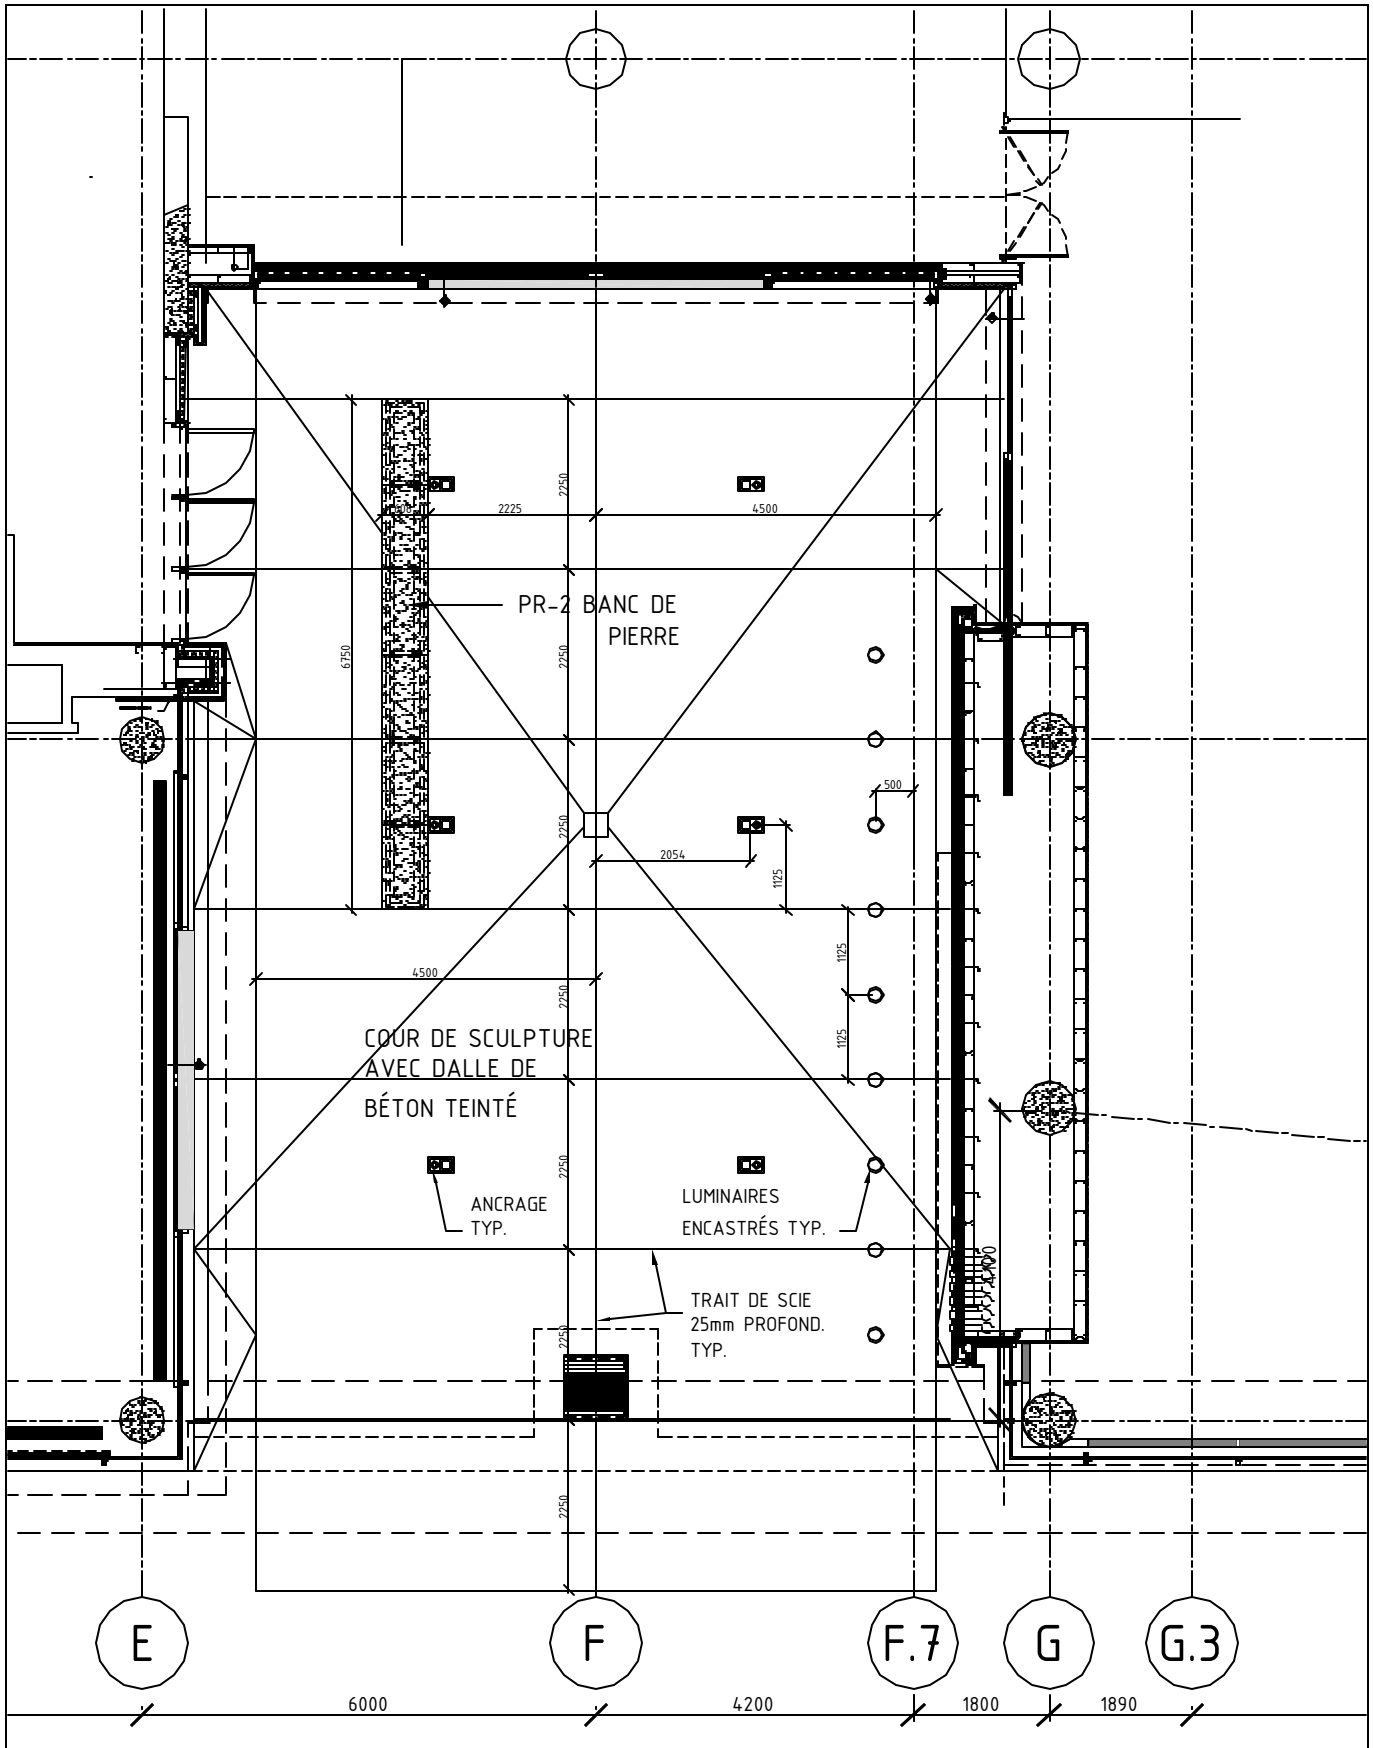 2250
600
2225
4500
PR-2 BANC DE
PIERRE
6750
2250
500
2250
2054
1125
1125
4500
2250
COUR DE SCULPTURE
AVEC DALLE DE
BÉTON TEINTÉ
1125
2250
ANCRAGE
TYP.
LUMINAIRES
ENCASTRÉS TYP.
TRAIT DE SCIE
25mm PROFOND.
TYP.
2250
2250
E
F
F.7
G
G.3
6000
4200
1800
1890